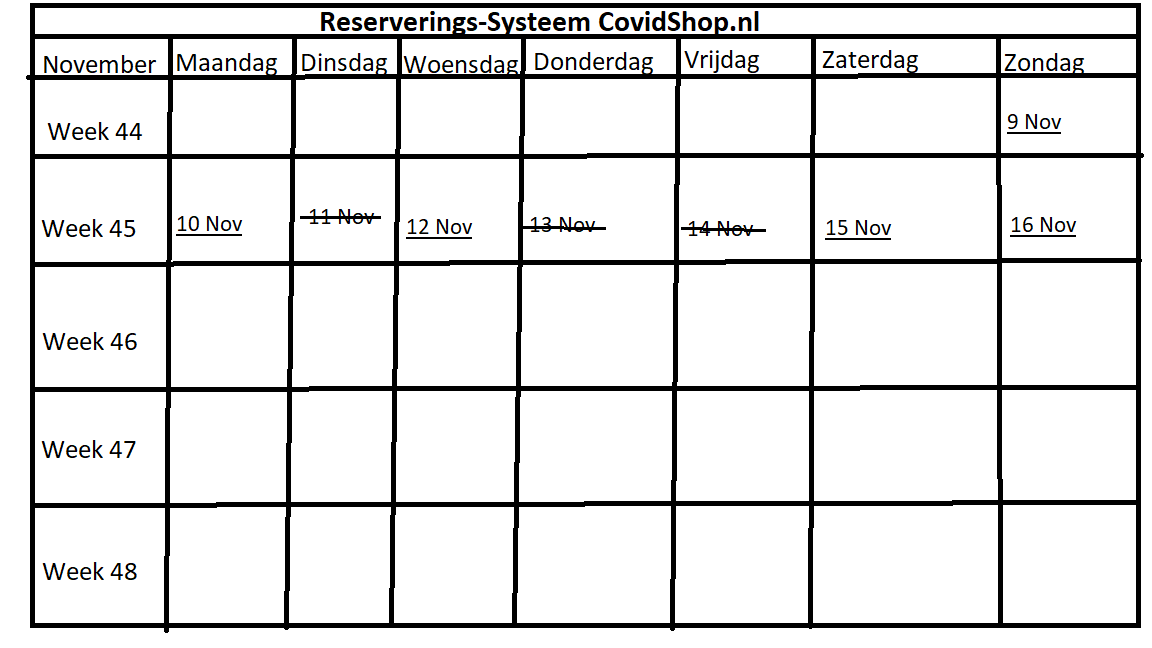 Reserverings-Systeem CovidShop.nl
November Maandag Dinsdag Woensdag Donderdag Vrijdag Zaterdag Zondag
Week 44 9 Nov
Week 45 10 Nov 11 Nov 12 Nov 13 Nov 14 Nov 15 Nov 16 Nov
Week 46
Week 47
Week 48